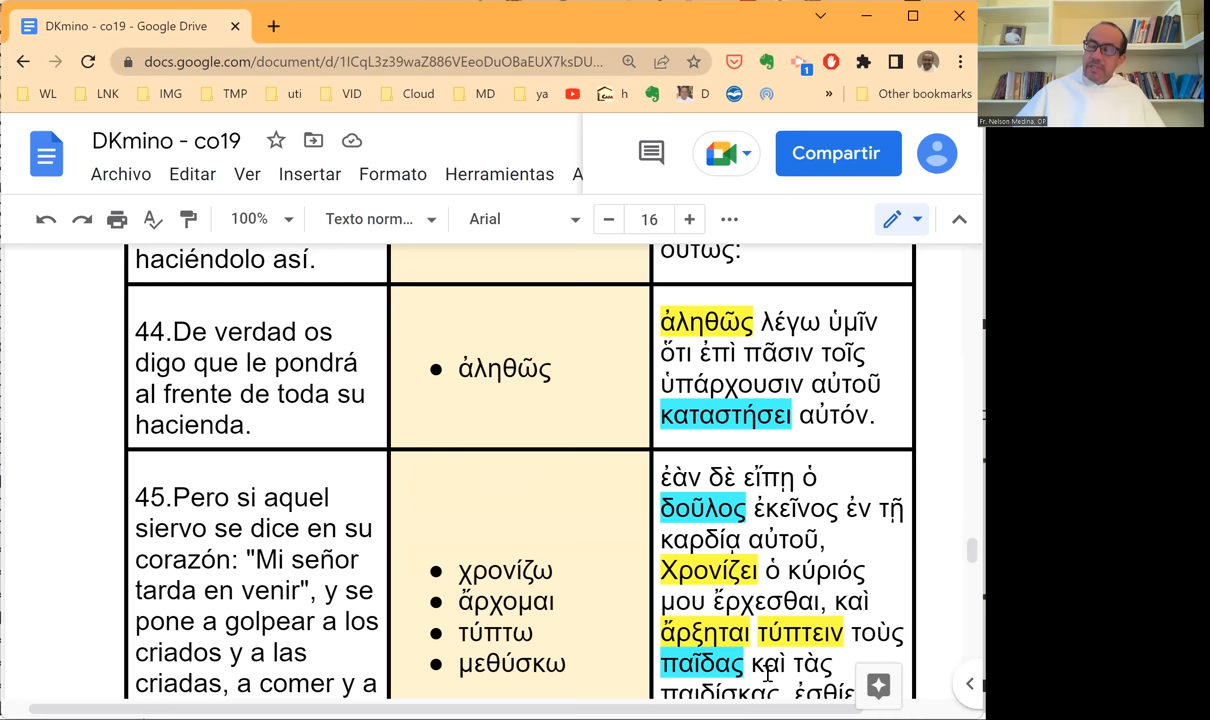 DKmino - co19 - Google Drive
docs.google.com/document/d/1ICqL3z39waZ886VEeoDuOBaEUX7ksDU...
WL LNK IMG TMP uti VID Cloud MD ya h D » Other bookmarks
Fr. Nelson Medina, OP
DKmino - co19
Archivo Editar Ver Insertar Formato Herramientas A
Compartir
100% Texto norm... Arial 16
haciéndolo así.
οὕτως:
44.De verdad os
digo que le pondrá
al frente de toda su
hacienda.
● ἀληθῶς
ἀληθῶς λέγω ὑμῖν
ὅτι ἐπὶ πᾶσιν τοῖς
ὑπάρχουσιν αὐτοῦ
καταστήσει αὐτόν.
45.Pero si aquel
siervo se dice en su
corazón: "Mi señor
tarda en venir", y se
pone a golpear a los
criados y a las
criadas, a comer y a
● χρονίζω
● ἄρχομαι
● τύπτω
● μεθύσκω
ἐὰν δὲ εἴπῃ ὁ
δοῦλος ἐκεῖνος ἐν τῇ
καρδίᾳ αὐτοῦ,
Χρονίζει ὁ κύριός
μου ἔρχεσθαι, καὶ
ἄρξηται τύπτειν τοὺς
παῖδας καὶ τὰς
παιδίσκας, ἐσθίε